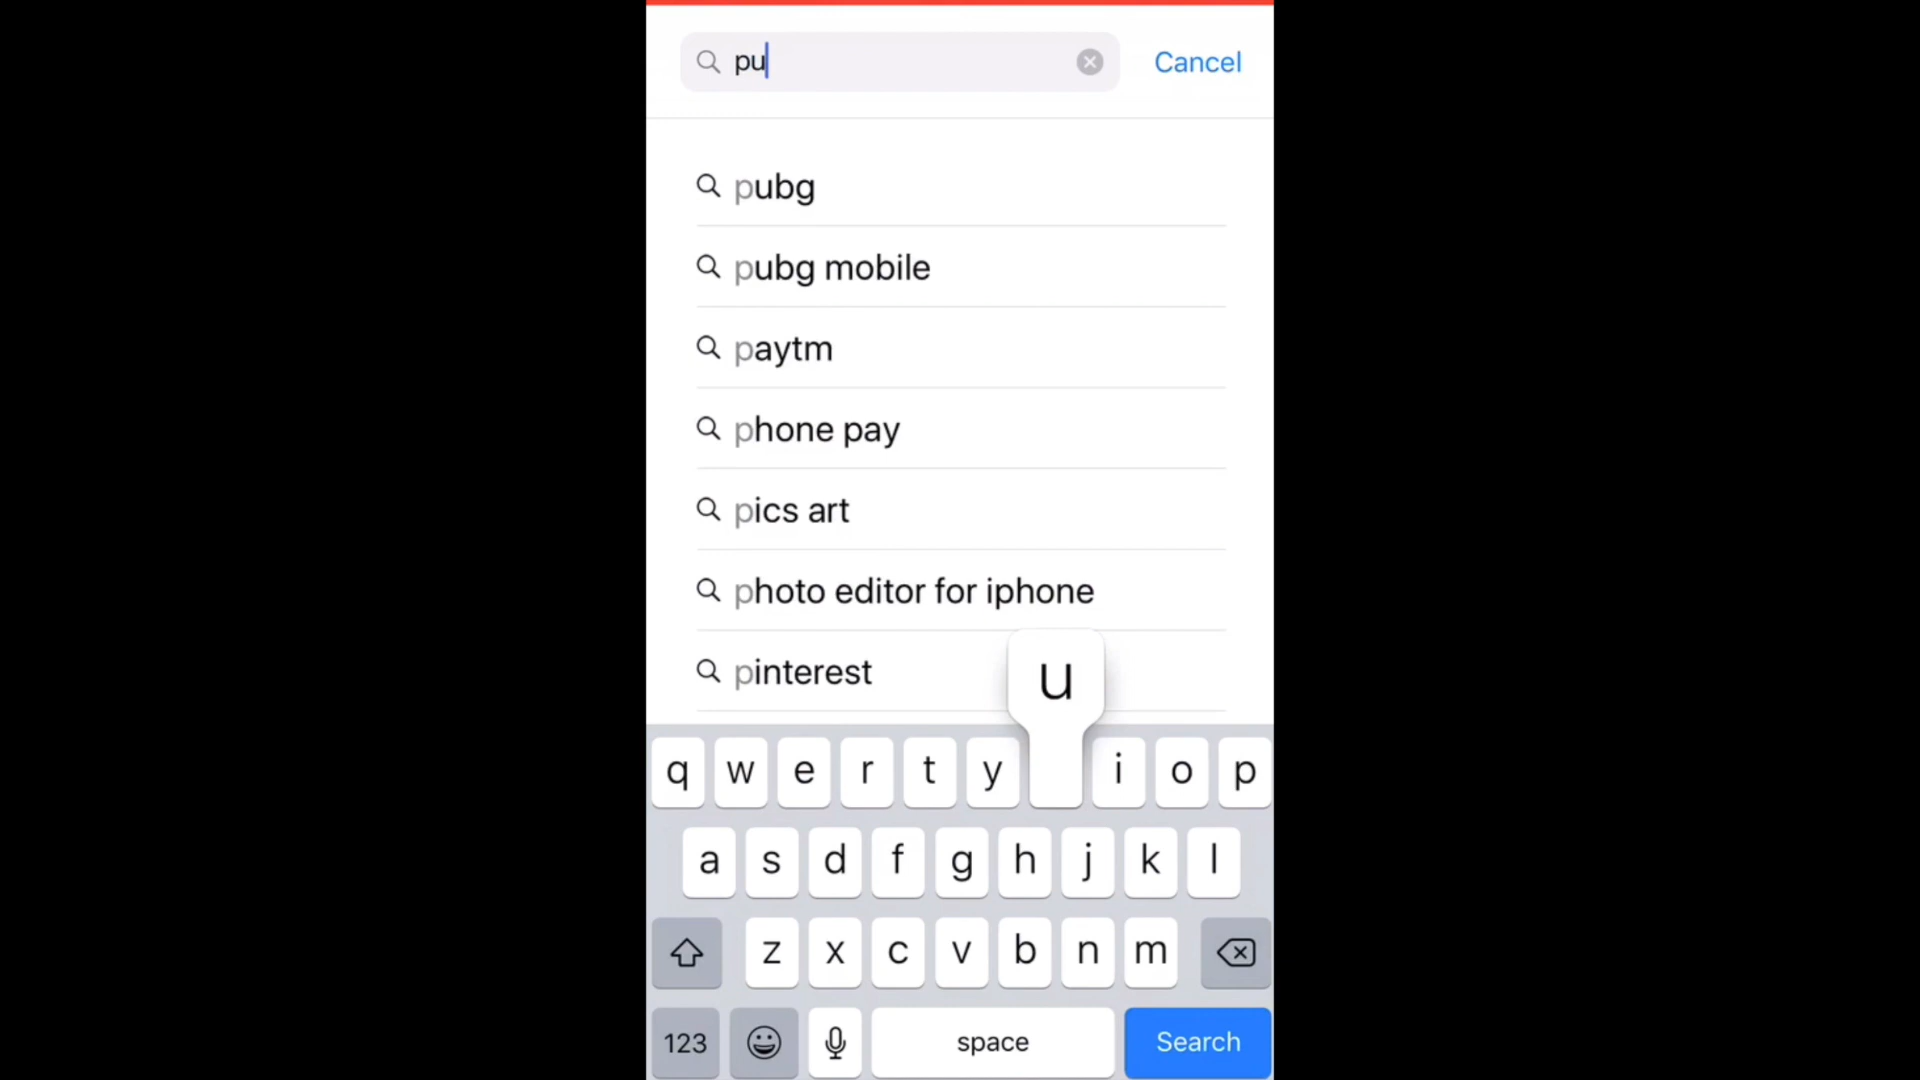 pu
Cancel
pubg
pubg mobile
paytm
phone pay
pics art
photo editor for iphone
pinterest
u
q w e r t y i o p
a s d f g h j k l
z x c v b n m
123 space Search